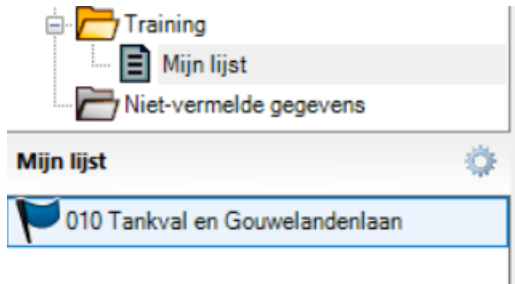 Training
Mijn lijst
Niet-vermelde gegevens
Mijn lijst
010 Tankval en Gouwelandenlaan